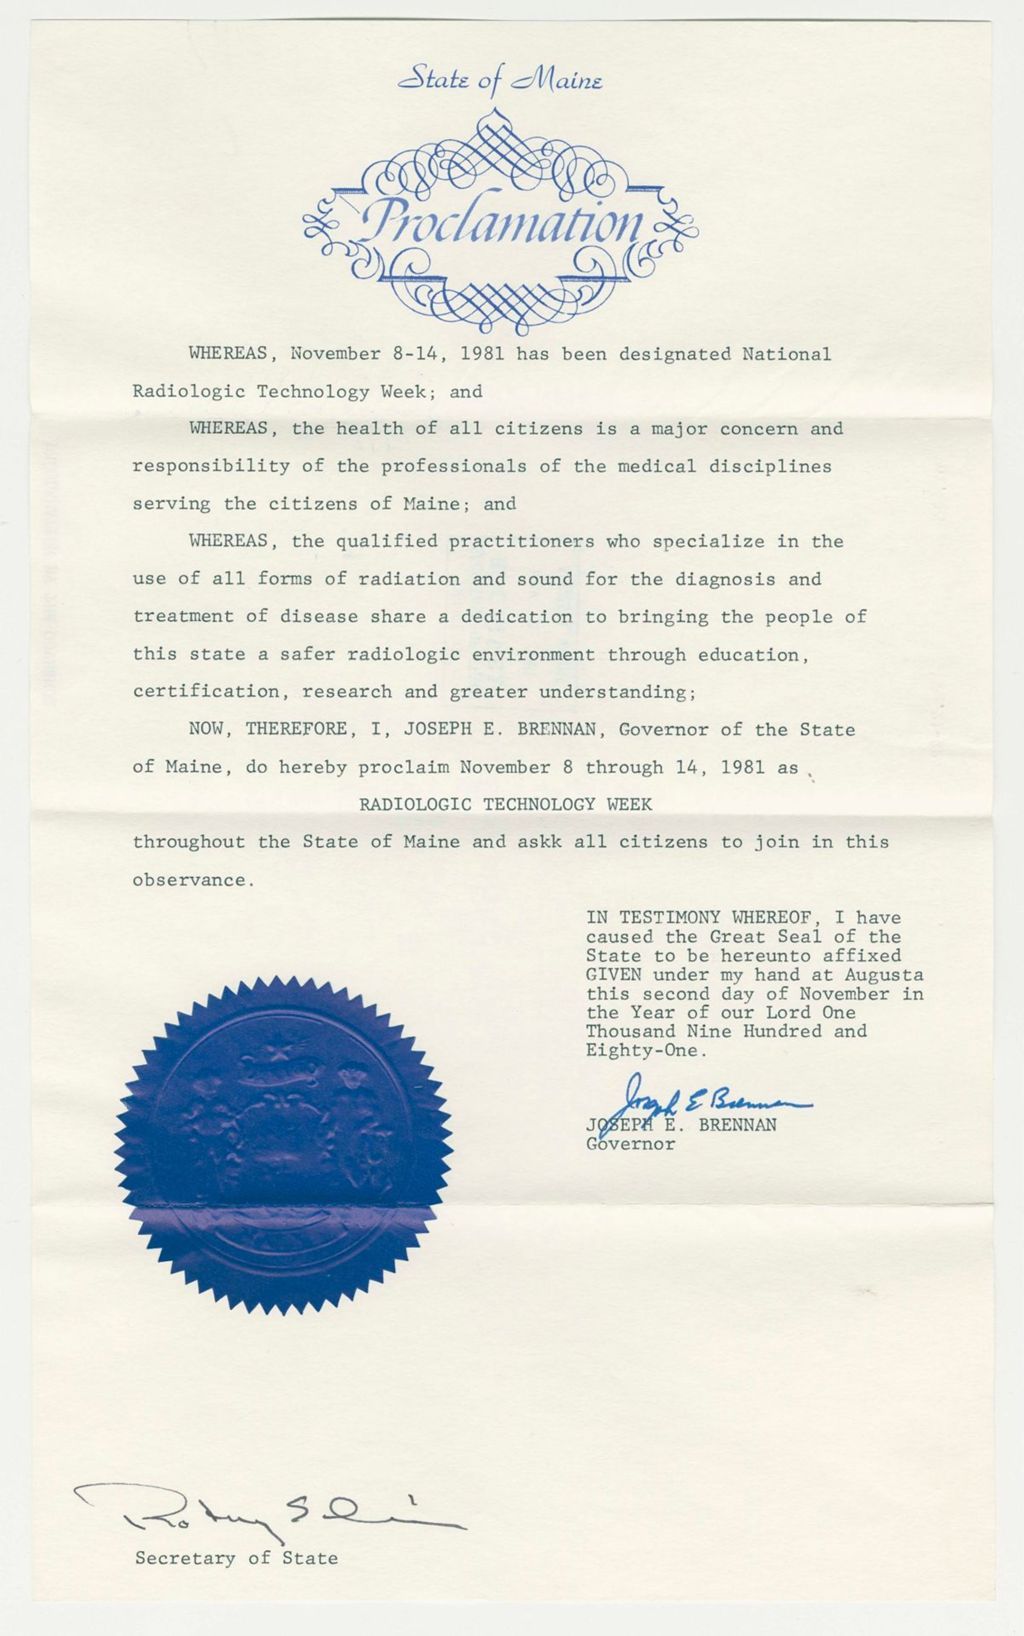 State of Maine
Proclamation
WHEREAS, November 8-14, 1981 has been designated National
Radiologic Technology Week; and
WHEREAS, the health of all citizens is a major concern and
responsibility of the professionals of the medical disciplines
serving the citizens of Maine; and
WHEREAS, the qualified practitioners who specialize in the
use of all forms of radiation and sound for the diagnosis and
treatment of disease share a dedication to bringing the people of
this state a safer radiologic environment through education,
certification, research and greater understanding;
NOW, THEREFORE, I, JOSEPH E. BRENNAN, Governor of the State
of Maine, do hereby proclaim November 8 through 14, 1981 as
RADIOLOGIC TECHNOLOGY WEEK
throughout the State of Maine and askk all citizens to join in this
observance.
IN TESTIMONY WHEREOF, I have
caused the Great Seal of the
State to be hereunto affixed
GIVEN under my hand at Augusta
this second day of November in
the Year of our Lord One
Thousand Nine Hundred and
Eighty-One.
Joseph E Brennan
JOSEPH E. BRENNAN
Governor
Secretary of State